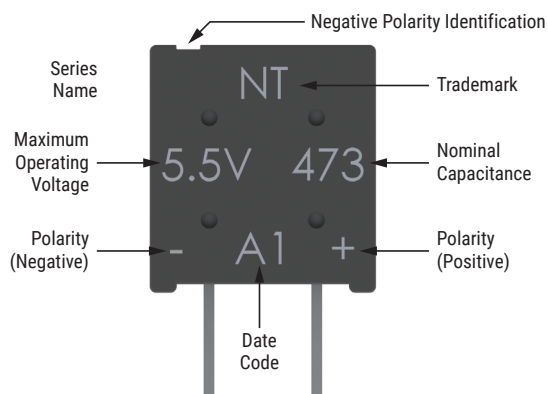 Negative Polarity Identification
Series
Name
NT
Trademark
Maximum
Operating
Voltage
5.5V
473
Nominal
Capacitance
Polarity
(Negative)
-
A1
+
Polarity
(Positive)
Date
Code